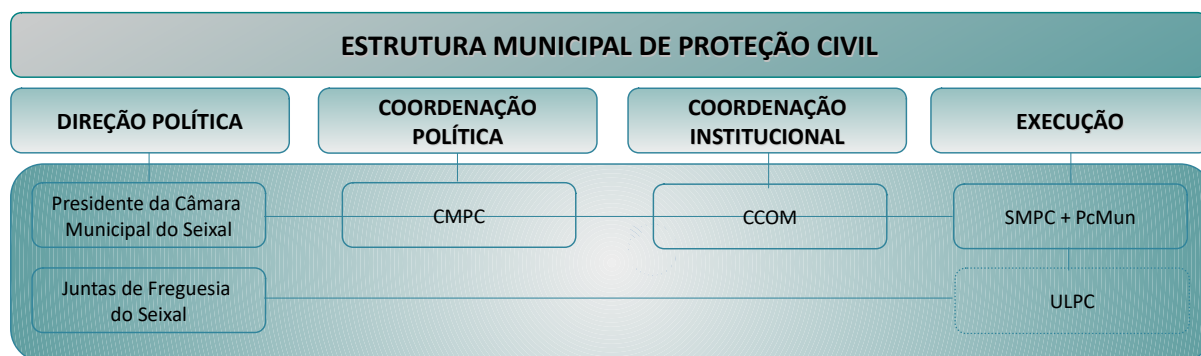 ESTRUTURA MUNICIPAL DE PROTEÇÃO CIVIL
DIREÇÃO POLÍTICA
COORDENAÇÃO
POLÍTICA
COORDENAÇÃO
INSTITUCIONAL
EXECUÇÃO
Presidente da Câmara
Municipal do Seixal
CMPC
CCOM
SMPC + PcMun
Juntas de Freguesia
do Seixal
ULPC